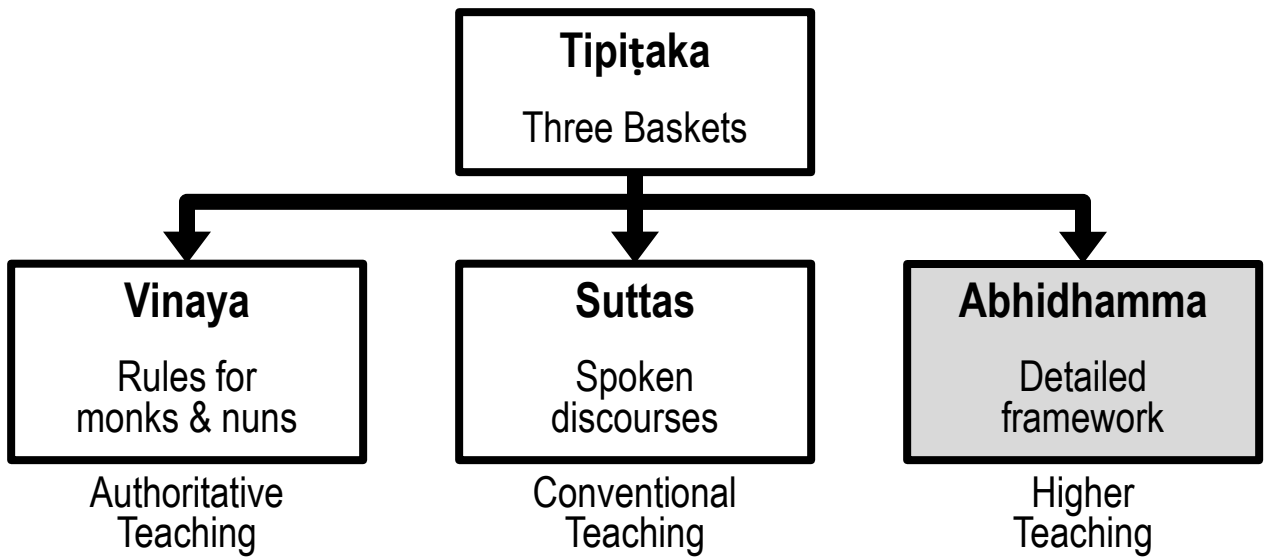 Tipiṭaka
Three Baskets
Vinaya
Rules for
monks & nuns
Authoritative
Teaching
Suttas
Spoken
discourses
Conventional
Teaching
Abhidhamma
Detailed
framework
Higher
Teaching